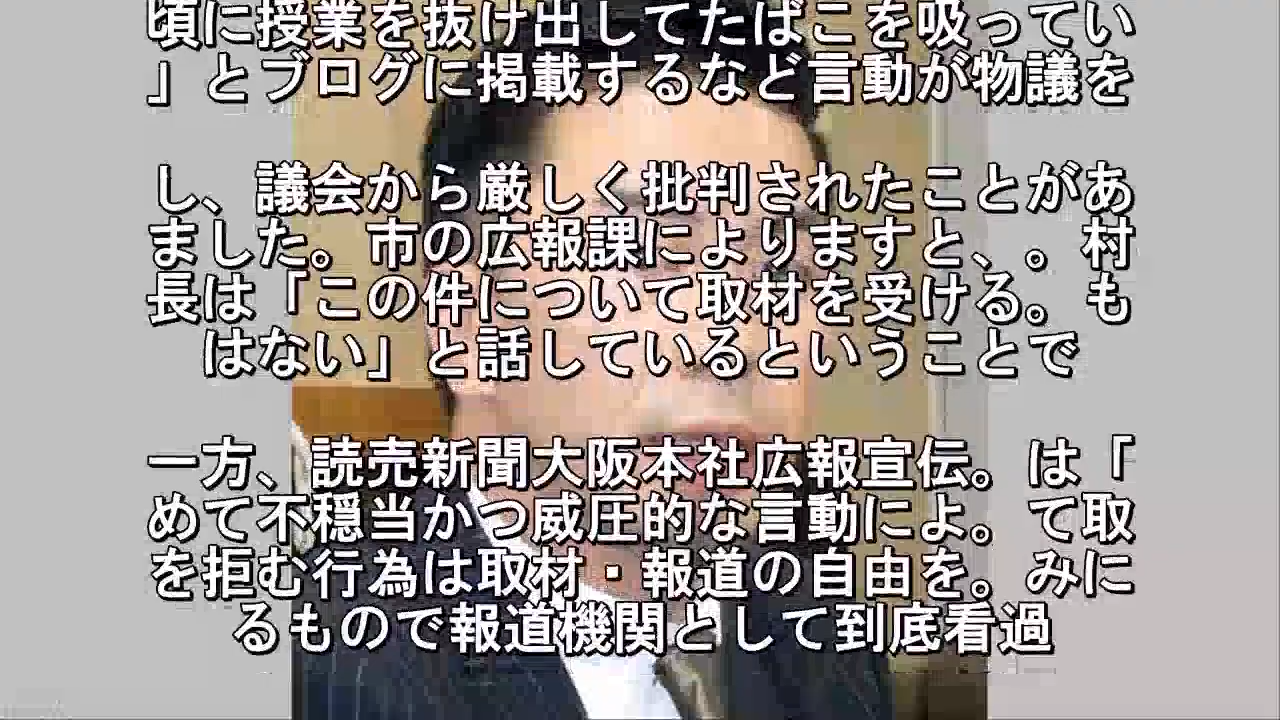 頃に授業を抜け出してたばこを吸ってい
」とブログに掲載するなど言動が物議を
し、議会から厳しく批判されたことがあ
ました。市の広報課によりますと、。村
長は「この件について取材を受ける。も
はない」と話しているということで
一方、読売新聞大阪本社広報宣伝。は「
めて不穏当かつ威圧的な言動によ。て取
を拒む行為は取材・報道の自由を。みに
るもので報道機関として到底看過